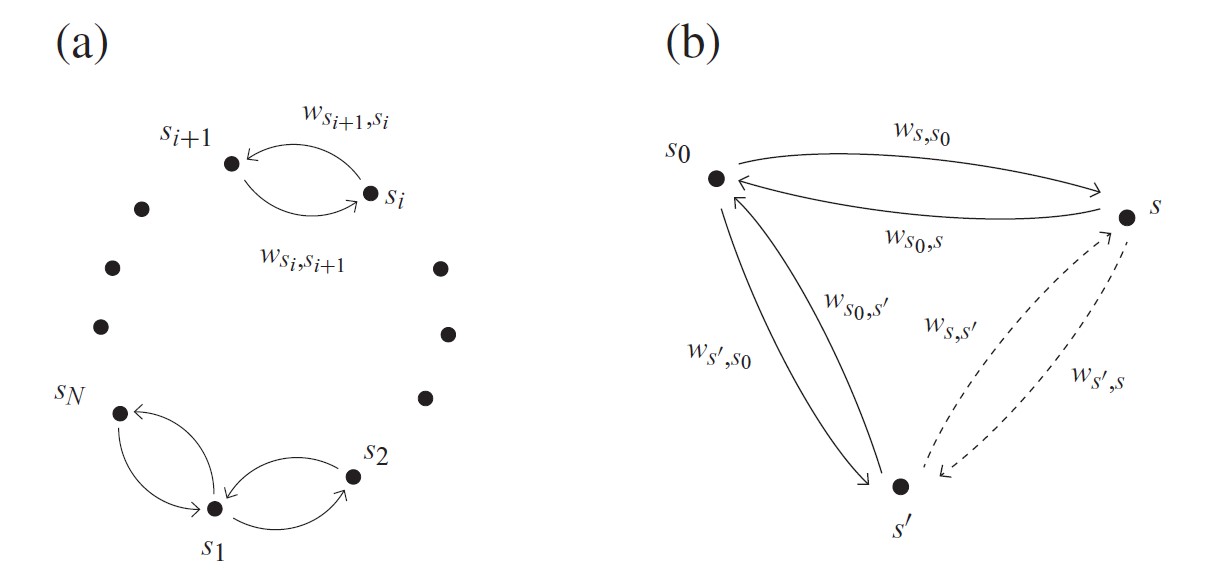 (a)
w_{s_{i+1},s_i}
s_{i+1}
s_i
w_{s_i,s_{i+1}}
s_N
s_2
s_1
(b)
w_{s,s_0}
s_0
s
w_{s_0,s}
w_{s_0,s'}
w_{s,s'}
w_{s',s_0}
w_{s',s}
s'